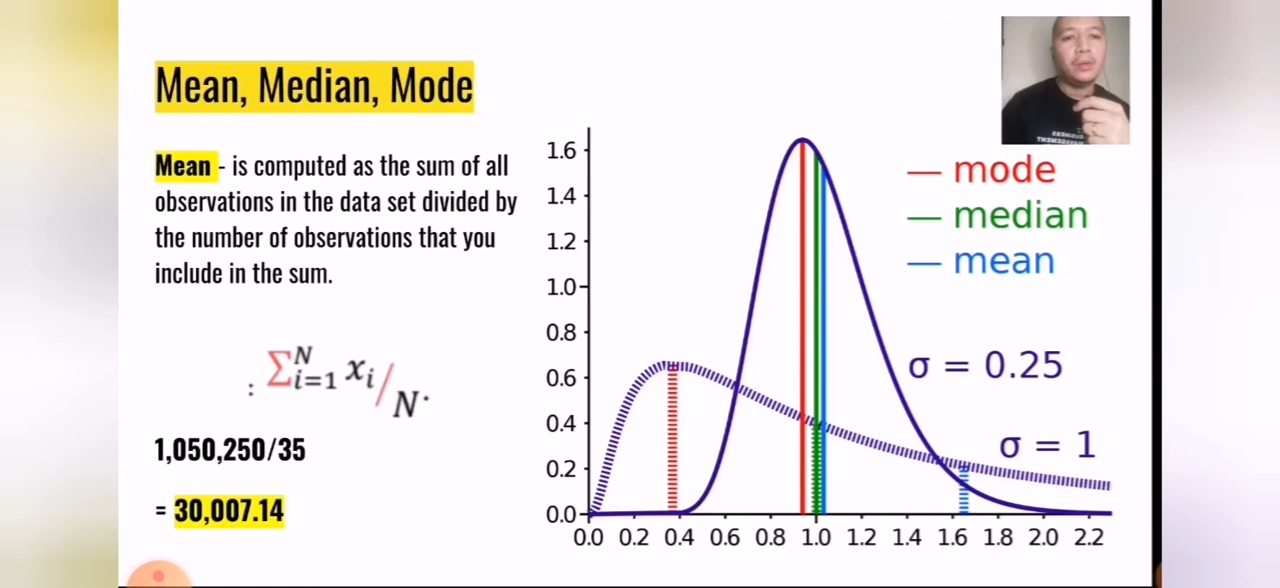 Mean, Median, Mode
Mean - is computed as the sum of all
observations in the data set divided by
the number of observations that you
include in the sum.
: ∑ᴺᵢ₌₁ xᵢ/N.
1,050,250/35
= 30,007.14
mode
median
mean
σ = 0.25
σ = 1
1.6
1.4
1.2
1.0
0.8
0.6
0.4
0.2
0.0
0.0 0.2 0.4 0.6 0.8 1.0 1.2 1.4 1.6 1.8 2.0 2.2